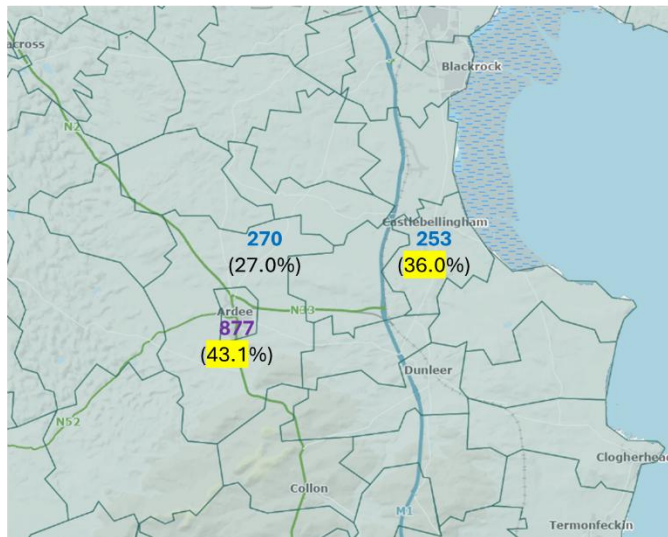 across
Blackrock
N2
Castlebellingham
270
253
(27.0%)
(36.0%)
Ardee
N33
877
(43.1%)
Dunleer
N52
Clogherhead
Collon
M1
Termonfeckin